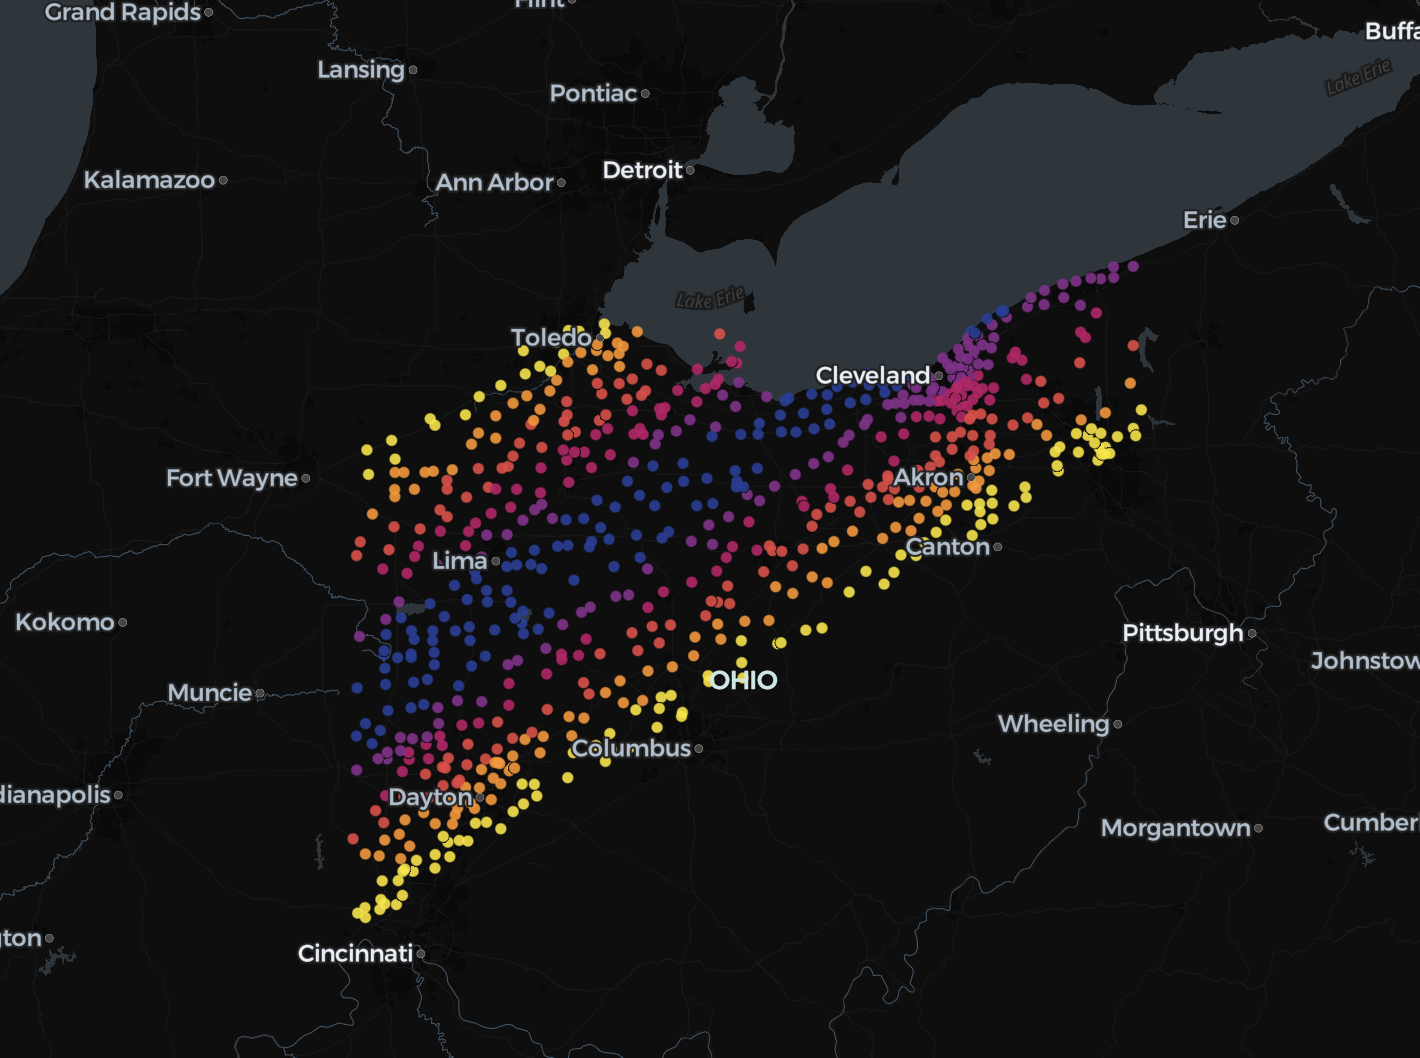 Grand Rapids
Flint
Buffa
Lansing
Lake Erie
Pontiac
Detroit
Kalamazoo
Ann Arbor
Erie
Lake Erie
Toledo
Cleveland
Fort Wayne
Akron
Canton
Lima
Kokomo
Pittsburgh
Johnstow
OHIO
Muncie
Wheeling
Columbus
dianapolis
Dayton
Morgantown
Cumber
gton
Cincinnati